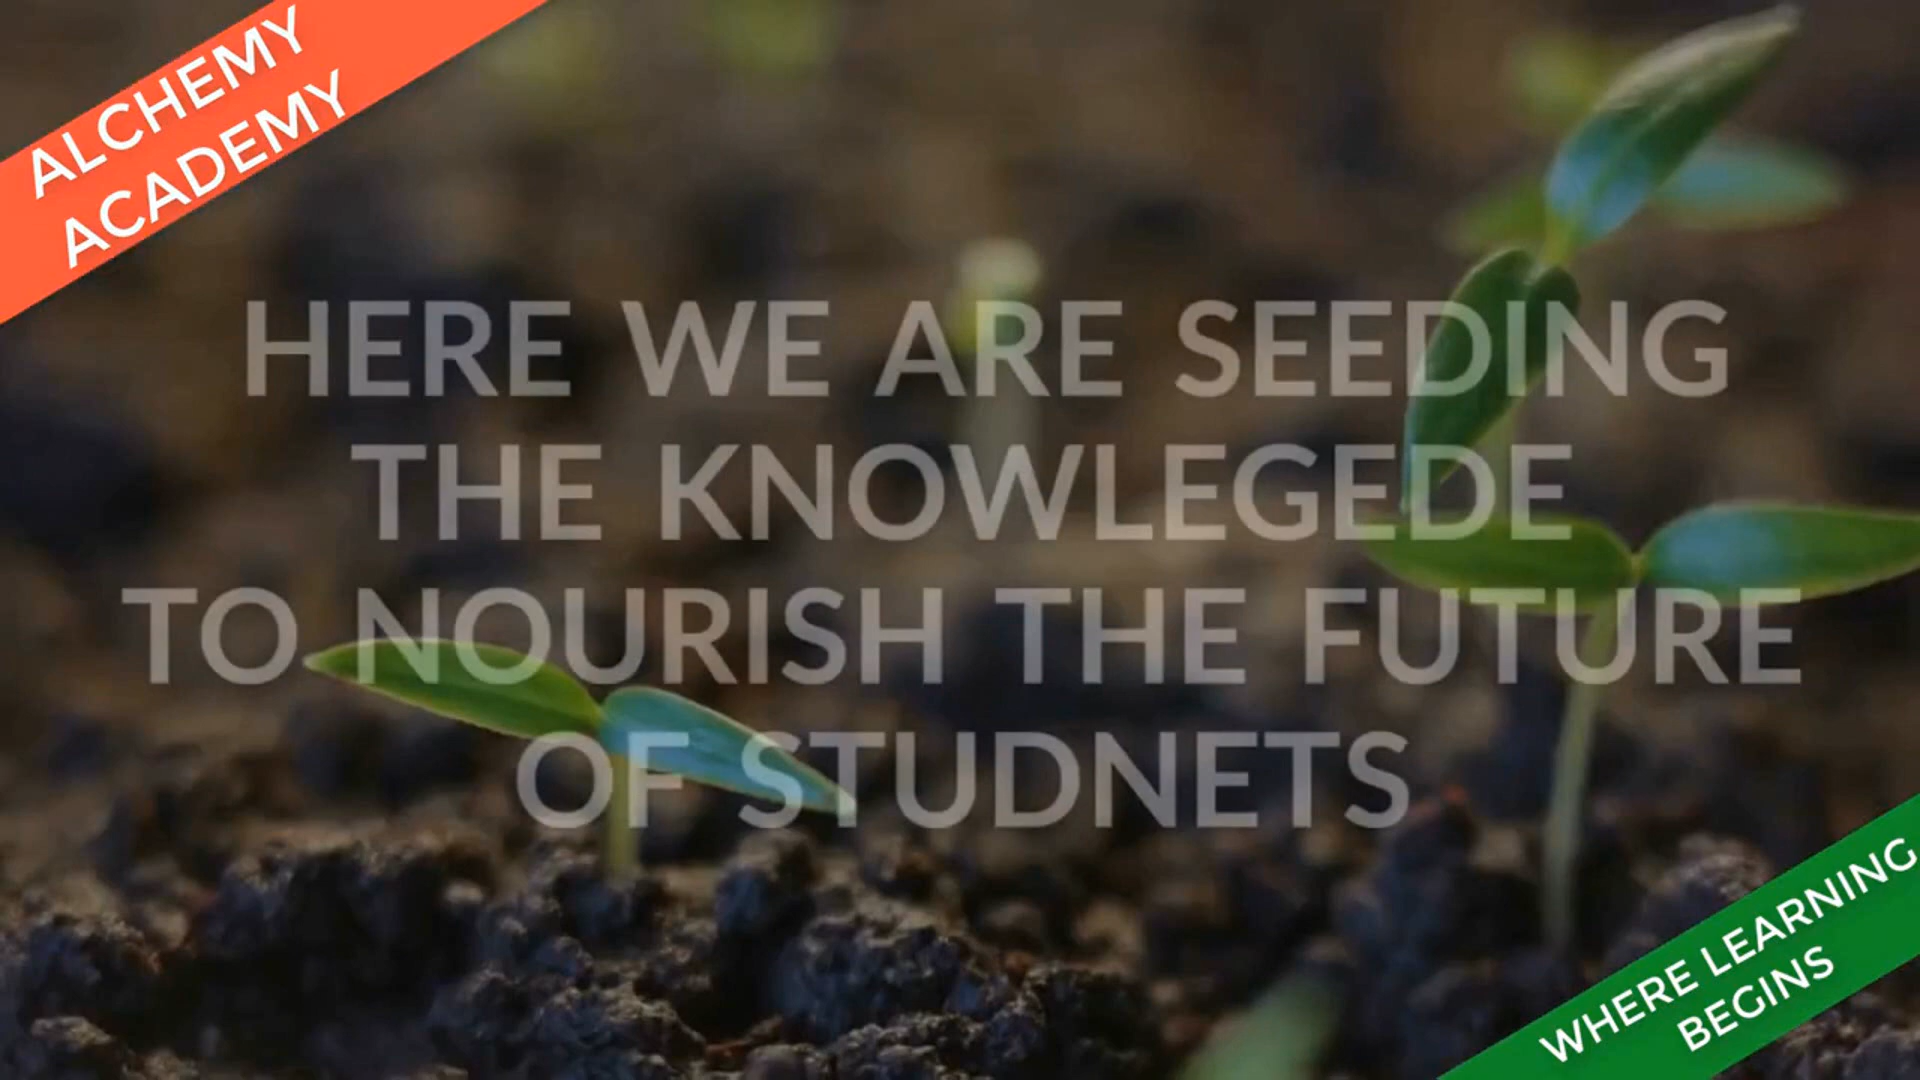 ALCHEMY
ACADEMY
HERE WE ARE SEEDING
THE KNOWLEGEDE
TO NOURISH THE FUTURE
OF STUDNETS
WHERE LEARNING
BEGINS